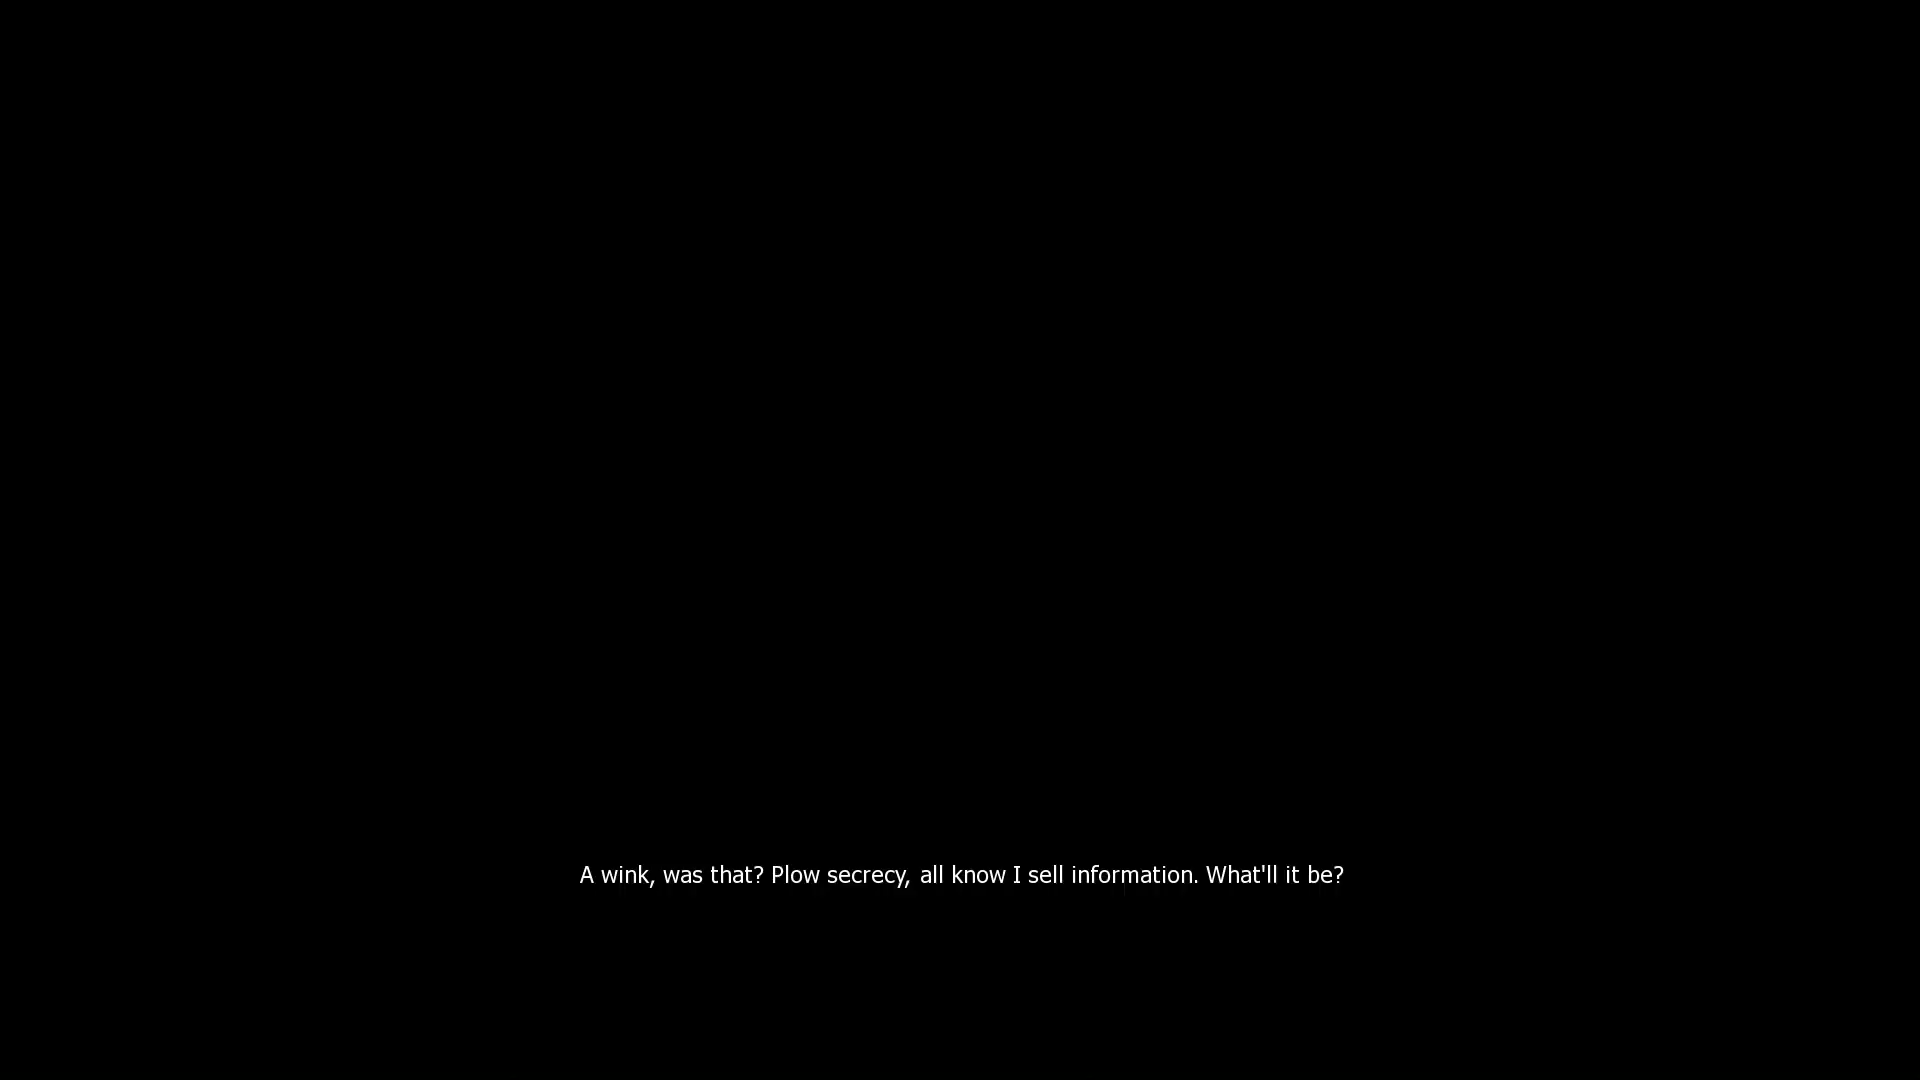 A wink, was that? Plow secrecy, all know I sell information. What'll it be?